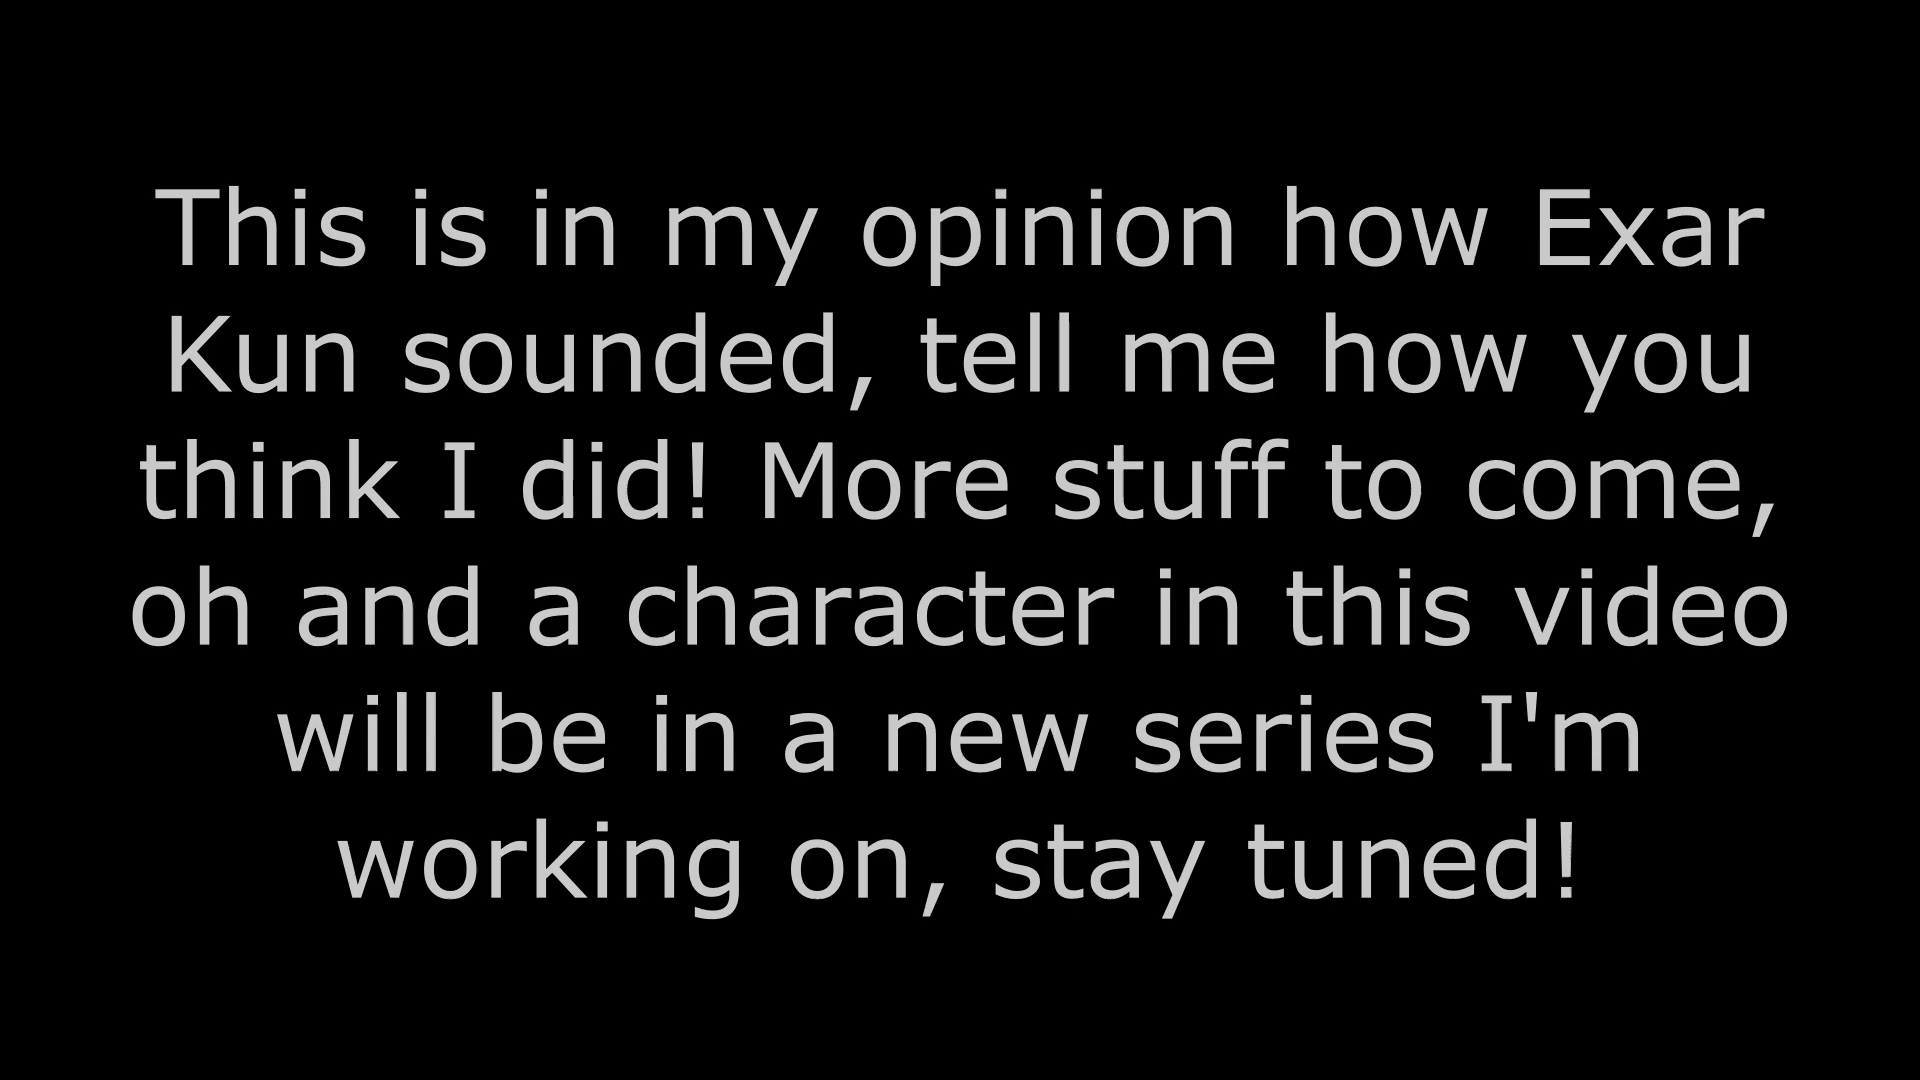 This is in my opinion how Exar
Kun sounded, tell me how you
think I did! More stuff to come,
oh and a character in this video
will be in a new series I'm
working on, stay tuned!